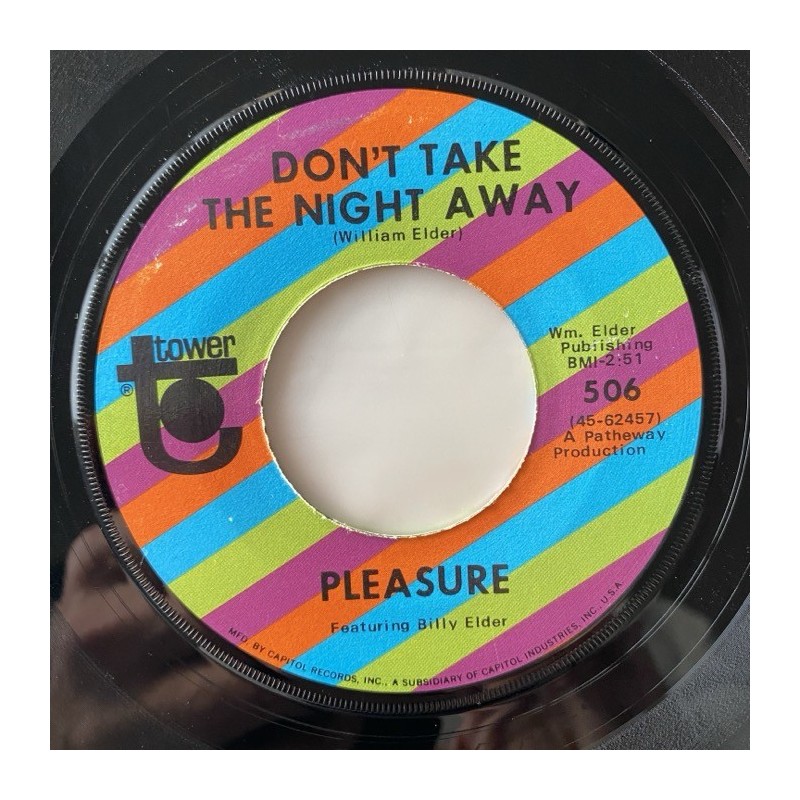 DON'T TAKE
THE NIGHT AWAY
(William Elder)
tower
®
Wm. Elder
Publishing
BMI-2:51
506
(45-62457)
A Patheway
Production
PLEASURE
Featuring Billy Elder
MFD. BY CAPITOL RECORDS, INC., A SUBSIDIARY OF CAPITOL INDUSTRIES, INC., U.S.A.